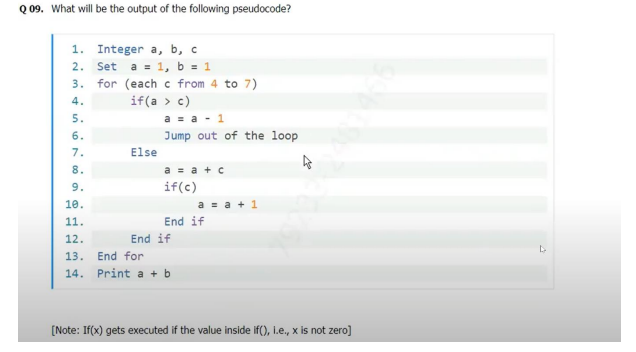 Q 09. What will be the output of the following pseudocode?
1. Integer a, b, c
2. Set a = 1, b = 1
3. for (each c from 4 to 7)
4. if(a > c)
5. a = a - 1
6. Jump out of the loop
7. Else
8. a = a + c
9. if(c)
10. a = a + 1
11. End if
12. End if
13. End for
14. Print a + b
[Note: If(x) gets executed if the value inside if(), i.e., x is not zero]